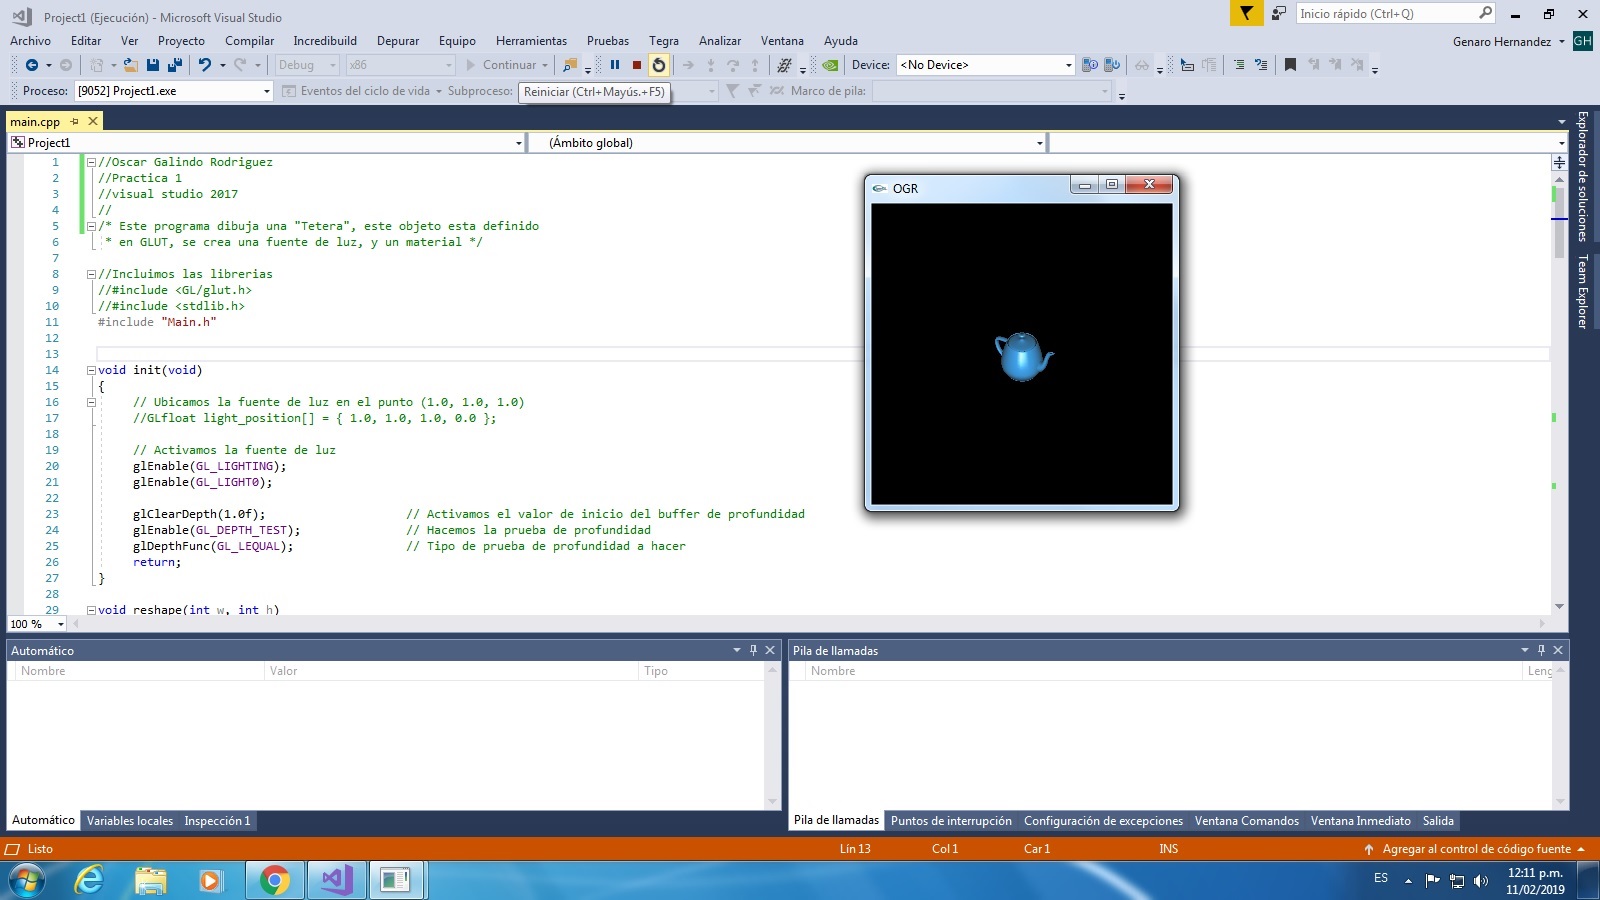 Project1 (Ejecución) - Microsoft Visual Studio
Inicio rápido (Ctrl+Q)
Archivo Editar Ver Proyecto Compilar Incredibuild Depurar Equipo Herramientas Pruebas Tegra Analizar Ventana Ayuda
Genaro Hernandez GH
Debug x86 Continuar Device: <No Device>
Proceso: [9052] Project1.exe Eventos del ciclo de vida Subproceso: Marco de pila:
Reiniciar (Ctrl+Mayús.+F5)
main.cpp
Project1 (Ámbito global)
1 //Oscar Galindo Rodriguez
2 //Practica 1
3 //visual studio 2017
4 //
5 /* Este programa dibuja una "Tetera", este objeto esta definido
6 * en GLUT, se crea una fuente de luz, y un material */
7
8 //Incluimos las librerias
9 //#include <GL/glut.h>
10 //#include <stdlib.h>
11 #include "Main.h"
12
13
14 void init(void)
15 {
16 // Ubicamos la fuente de luz en el punto (1.0, 1.0, 1.0)
17 //GLfloat light_position[] = { 1.0, 1.0, 1.0, 0.0 };
18
19 // Activamos la fuente de luz
20 glEnable(GL_LIGHTING);
21 glEnable(GL_LIGHT0);
22
23 glClearDepth(1.0f); // Activamos el valor de inicio del buffer de profundidad
24 glEnable(GL_DEPTH_TEST); // Hacemos la prueba de profundidad
25 glDepthFunc(GL_LEQUAL); // Tipo de prueba de profundidad a hacer
26 return;
27 }
28
29 void reshape(int w, int h)
OGR
Explorador de soluciones
Team Explorer
100 %
Automático
Nombre Valor Tipo
Automático Variables locales Inspección 1
Pila de llamadas
Nombre Leng
Pila de llamadas Puntos de interrupción Configuración de excepciones Ventana Comandos Ventana Inmediato Salida
Listo Lín 13 Col 1 Car 1 INS Agregar al control de código fuente
ES 12:11 p.m.
11/02/2019